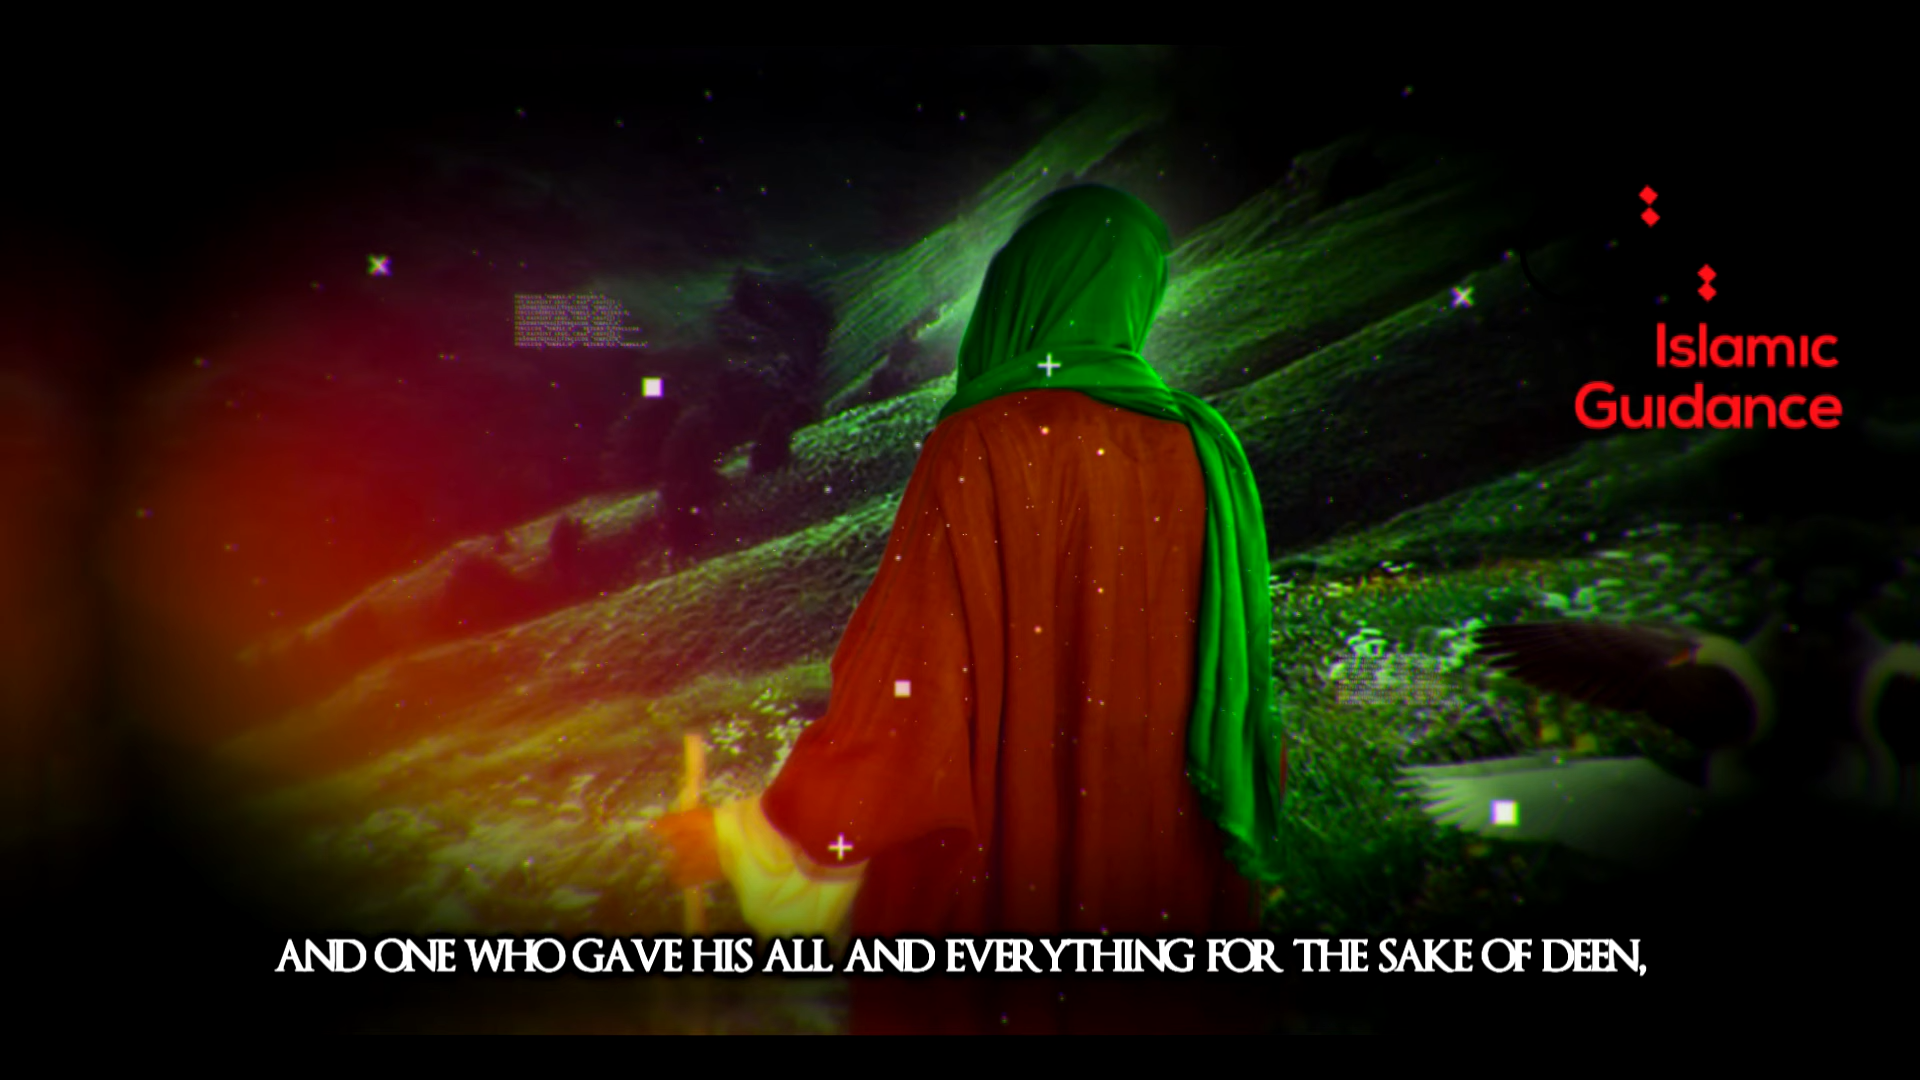 Islamic
Guidance
AND ONE WHO GAVE HIS ALL AND EVERYTHING FOR THE SAKE OF DEEN,